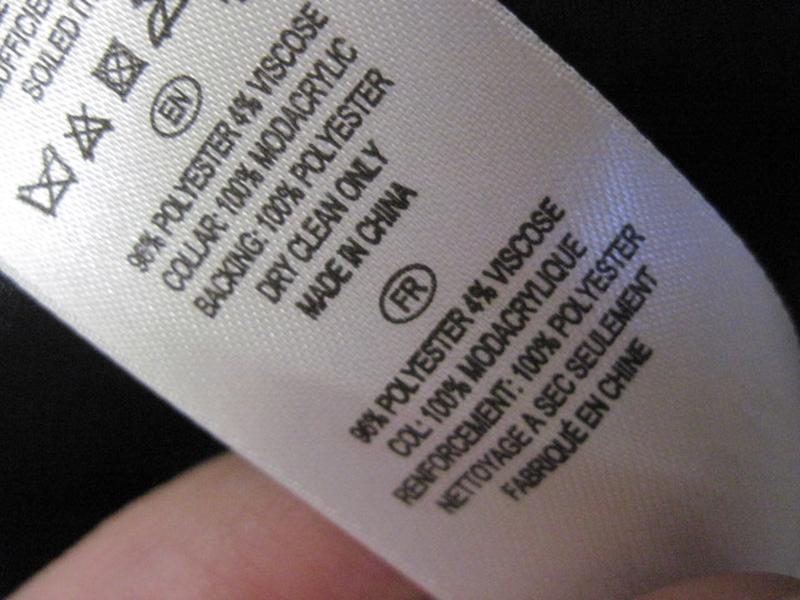 SOILED
EN
96% POLYESTER 4% VISCOSE
COLLAR: 100% MODACRYLIC
BACKING: 100% POLYESTER
DRY CLEAN ONLY
MADE IN CHINA
FR
96% POLYESTER 4% VISCOSE
COL: 100% MODACRYLIQUE
RENFORCEMENT: 100% POLYESTER
NETTOYAGE A SEC SEULEMENT
FABRIQUÉ EN CHINE